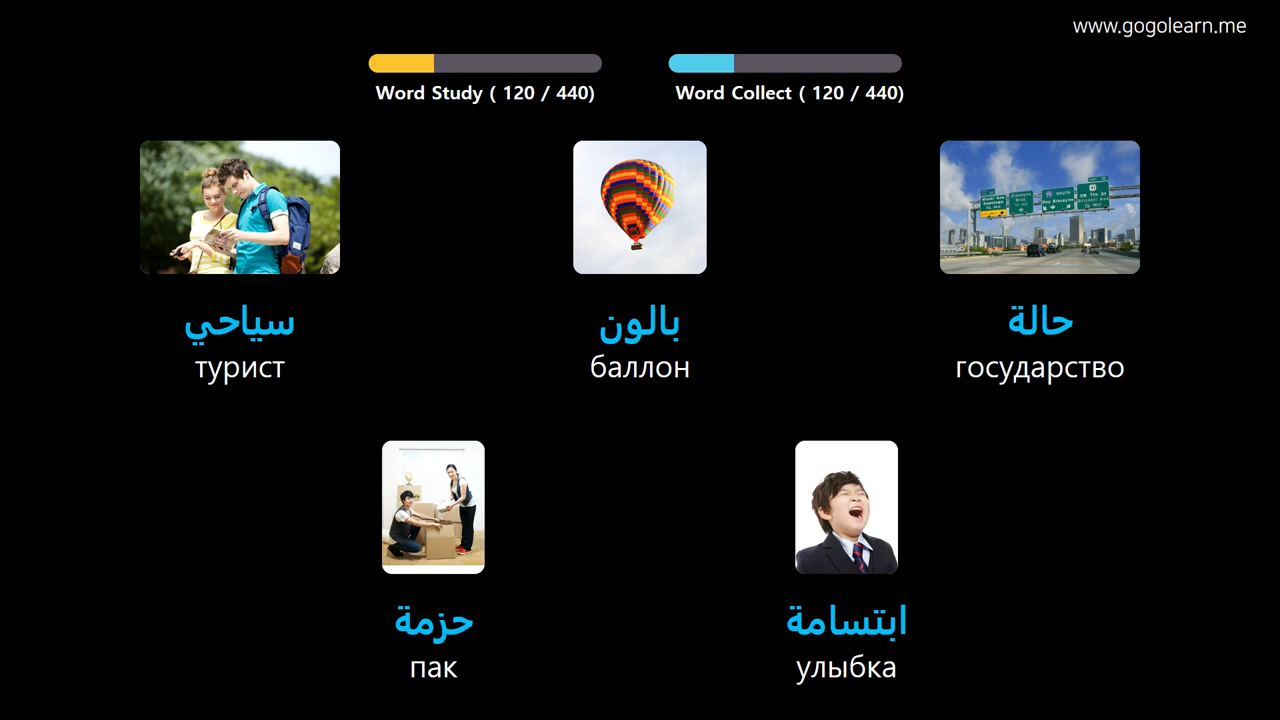 www.gogolearn.me
Word Study ( 120 / 440)
Word Collect ( 120 / 440)
سياحي
турист
بالون
баллон
حالة
государство
حزمة
пак
ابتسامة
улыбка